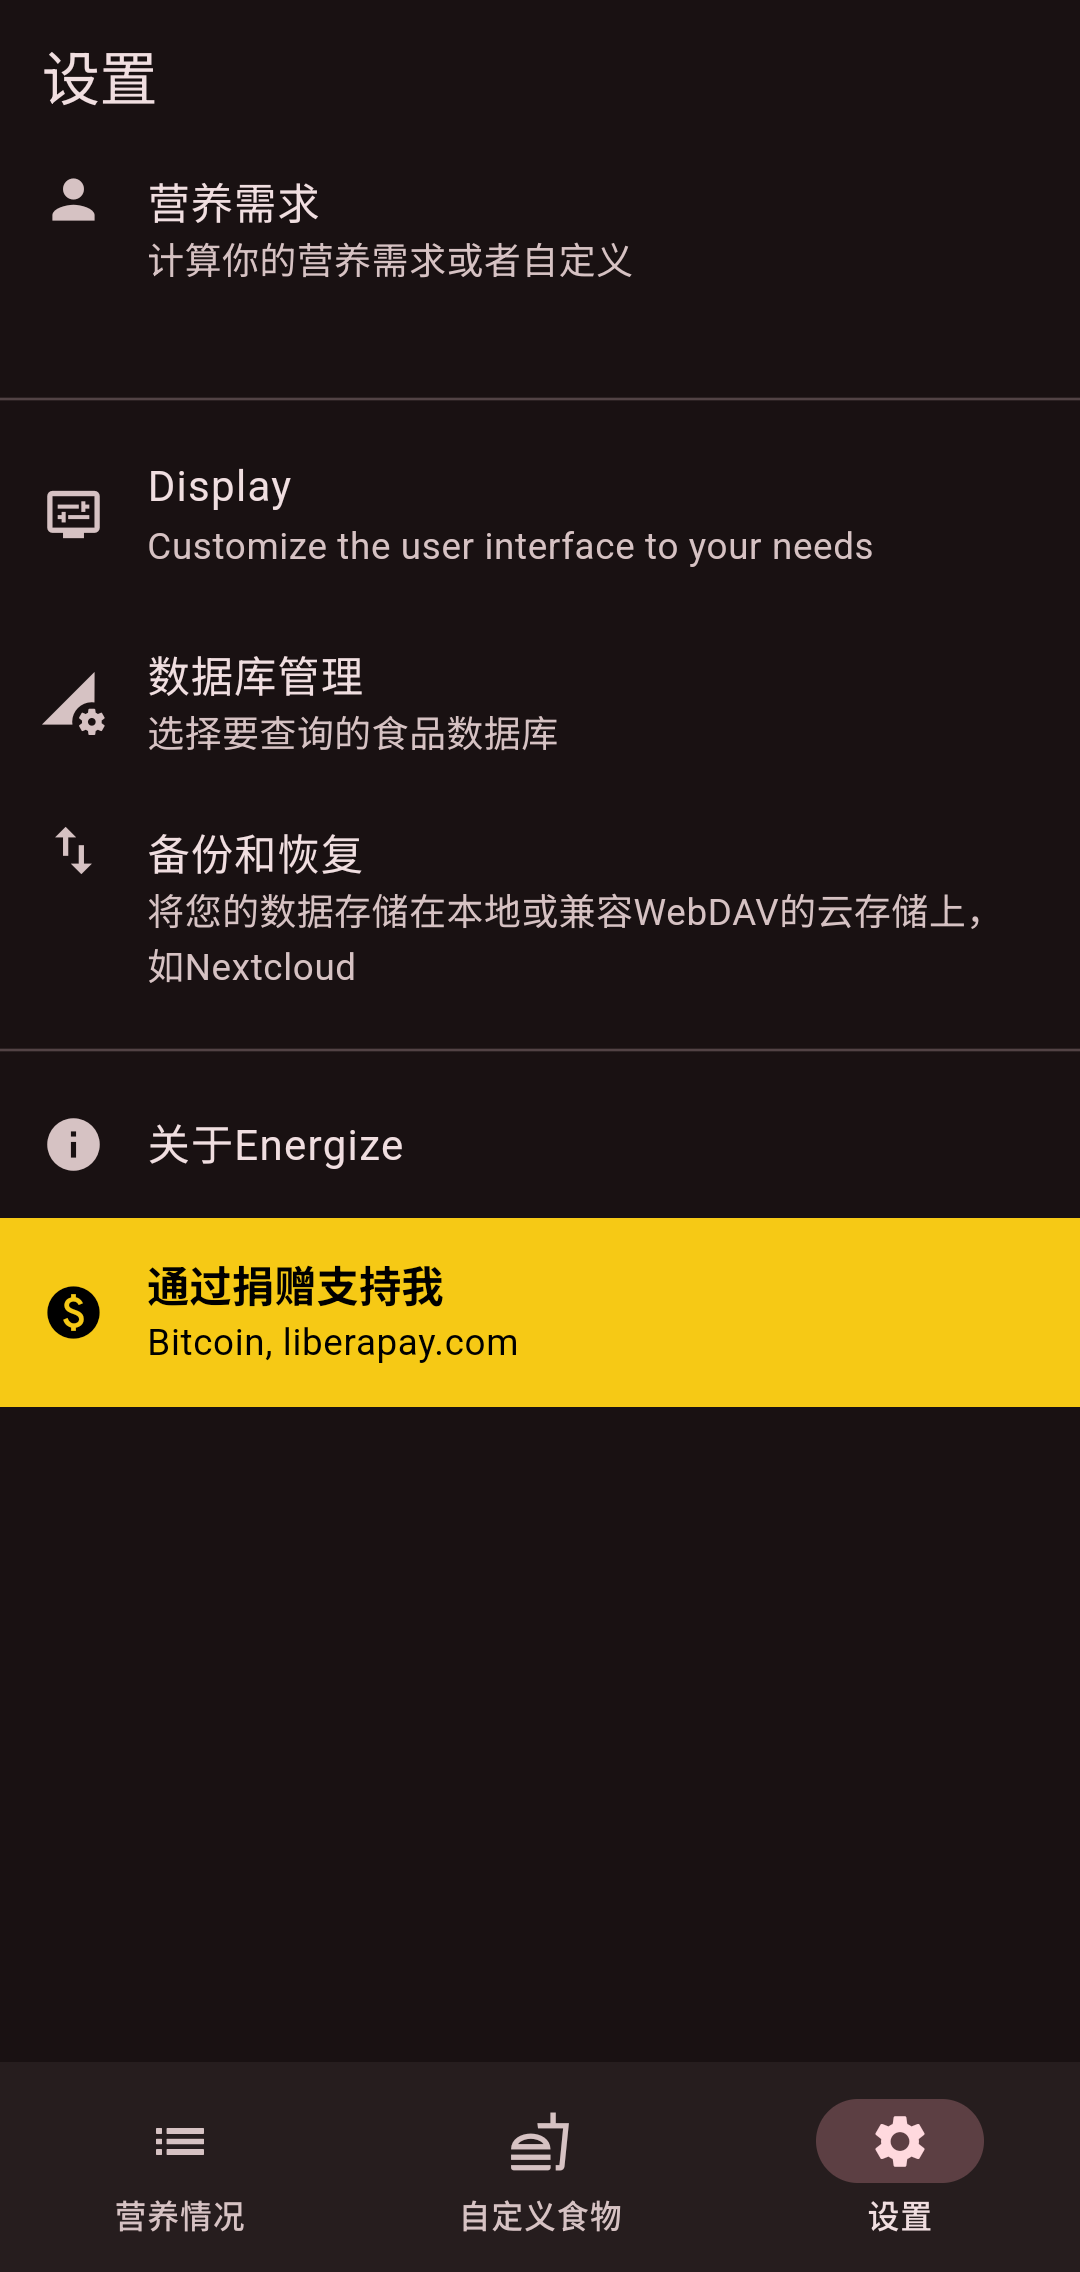 设置
营养需求
计算你的营养需求或者自定义
Display
Customize the user interface to your needs
数据库管理
选择要查询的食品数据库
备份和恢复
将您的数据存储在本地或兼容WebDAV的云存储上，
如Nextcloud
关于Energize
通过捐赠支持我
Bitcoin, liberapay.com
营养情况
自定义食物
设置